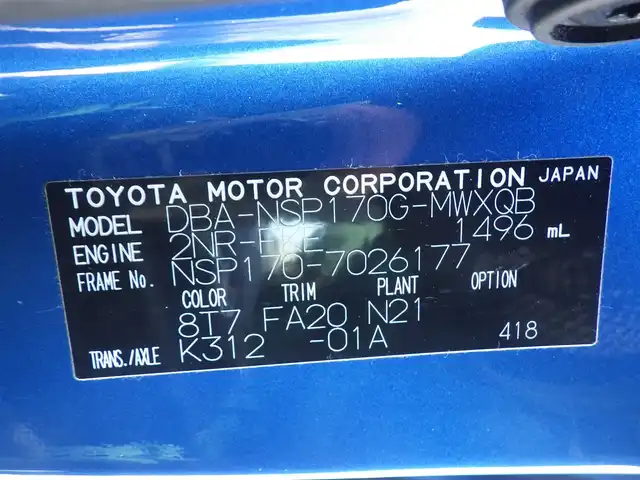 TOYOTA MOTOR CORPORATION JAPAN
MODEL DBA-NSP170G-MWXQB
ENGINE 2NR-FKE 1496 mL
FRAME No. NSP170-7026177
COLOR TRIM PLANT OPTION
8T7 FA20 N21
TRANS./AXLE K312 -01A 418